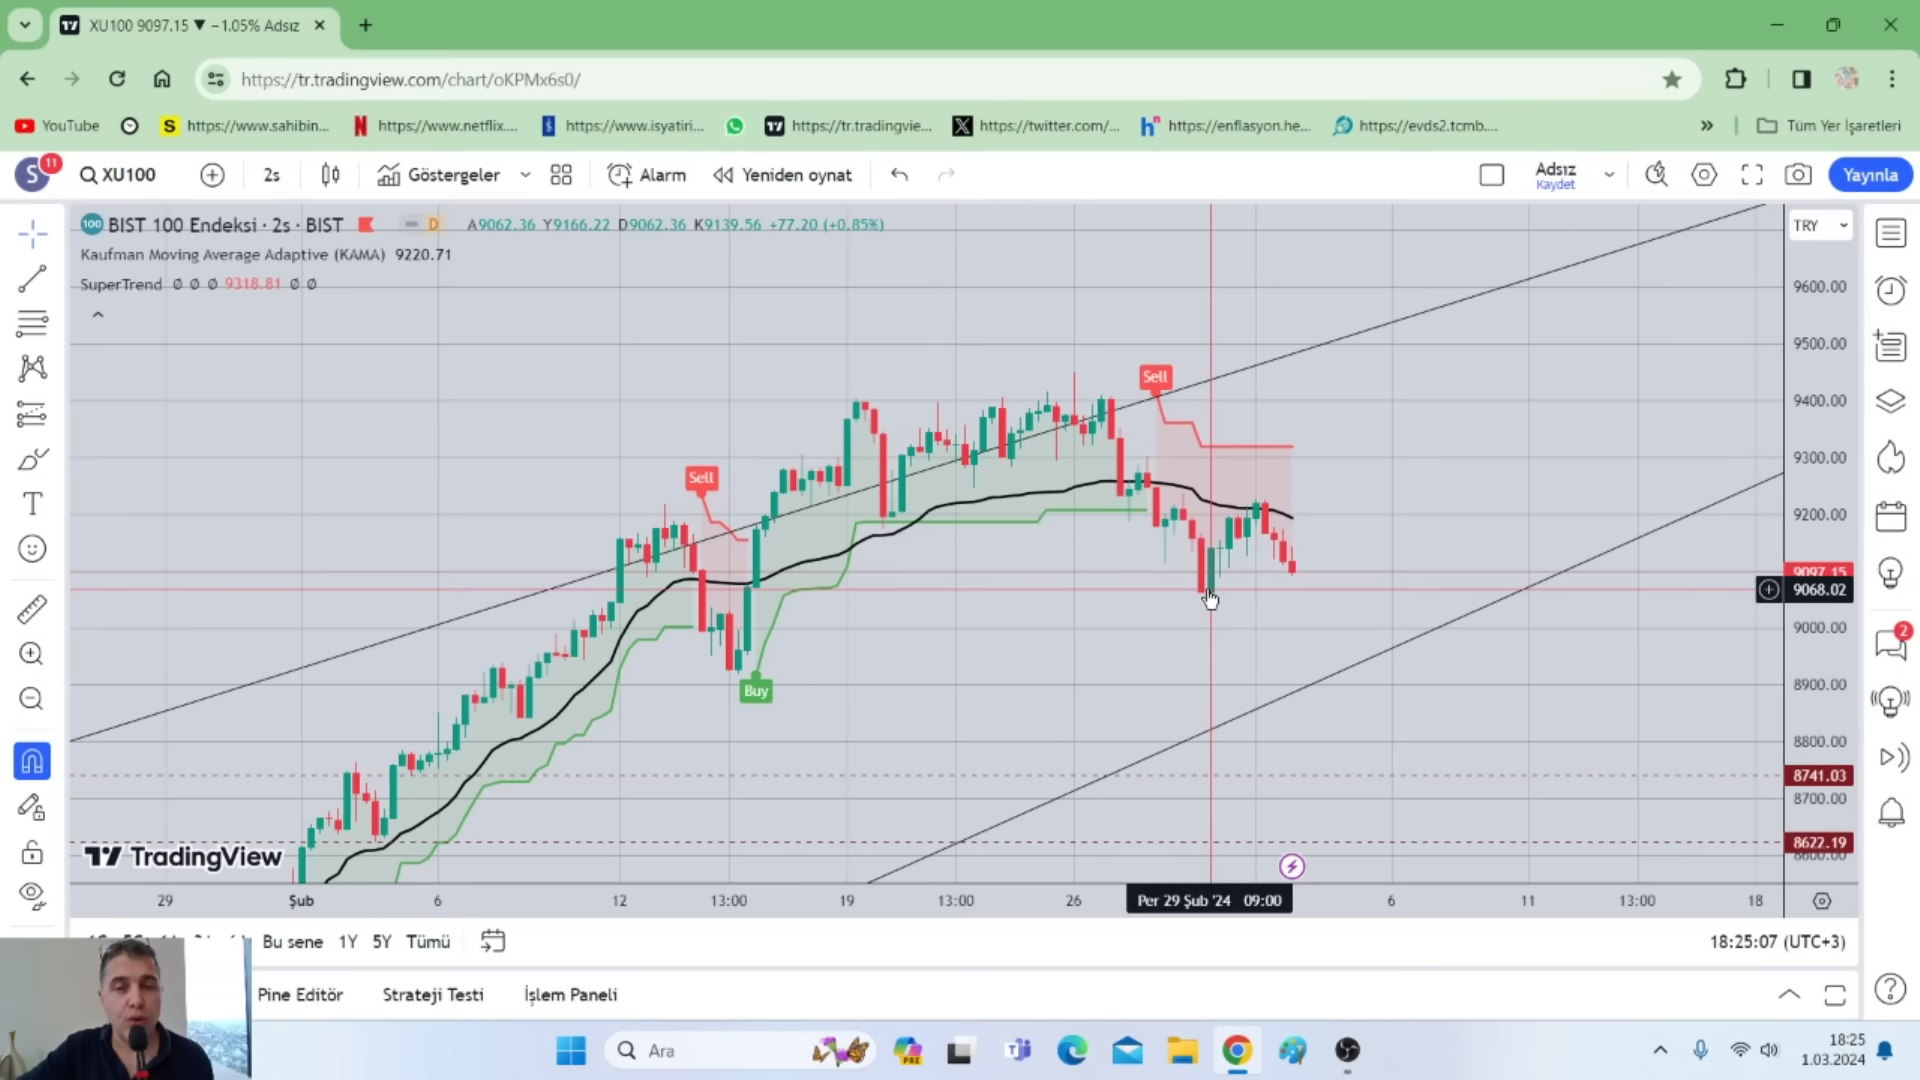 XU100 9097.15 ▼ −1.05% Adsız
https://tr.tradingview.com/chart/oKPMx6s0/
YouTube
https://www.sahibin...
https://www.netflix....
https://www.isyatiri...
https://tr.tradingvie...
https://twitter.com/...
https://enflasyon.he...
https://evds2.tcmb....
Tüm Yer İşaretleri
S 11 XU100 2s Göstergeler Alarm Yeniden oynat Adsız Kaydet Yayınla
100 BIST 100 Endeksi · 2s · BIST D A9062.36 Y9166.22 D9062.36 K9139.56 +77.20 (+0.85%)
Kaufman Moving Average Adaptive (KAMA) 9220.71
SuperTrend Ø Ø Ø 9318.81 Ø Ø
TRY
9600.00
9500.00
9400.00
9300.00
9200.00
9097.15
9068.02
9000.00
8900.00
8800.00
8741.03
8700.00
8622.19
8600.00
Sell
Sell
Buy
TradingView
29 Şub 6 12 13:00 19 13:00 26 Per 29 Şub '24 09:00 6 11 13:00 18
Bu sene 1Y 5Y Tümü
18:25:07 (UTC+3)
Pine Editör Strateji Testi İşlem Paneli
2
Ara
PRE
18:25
1.03.2024